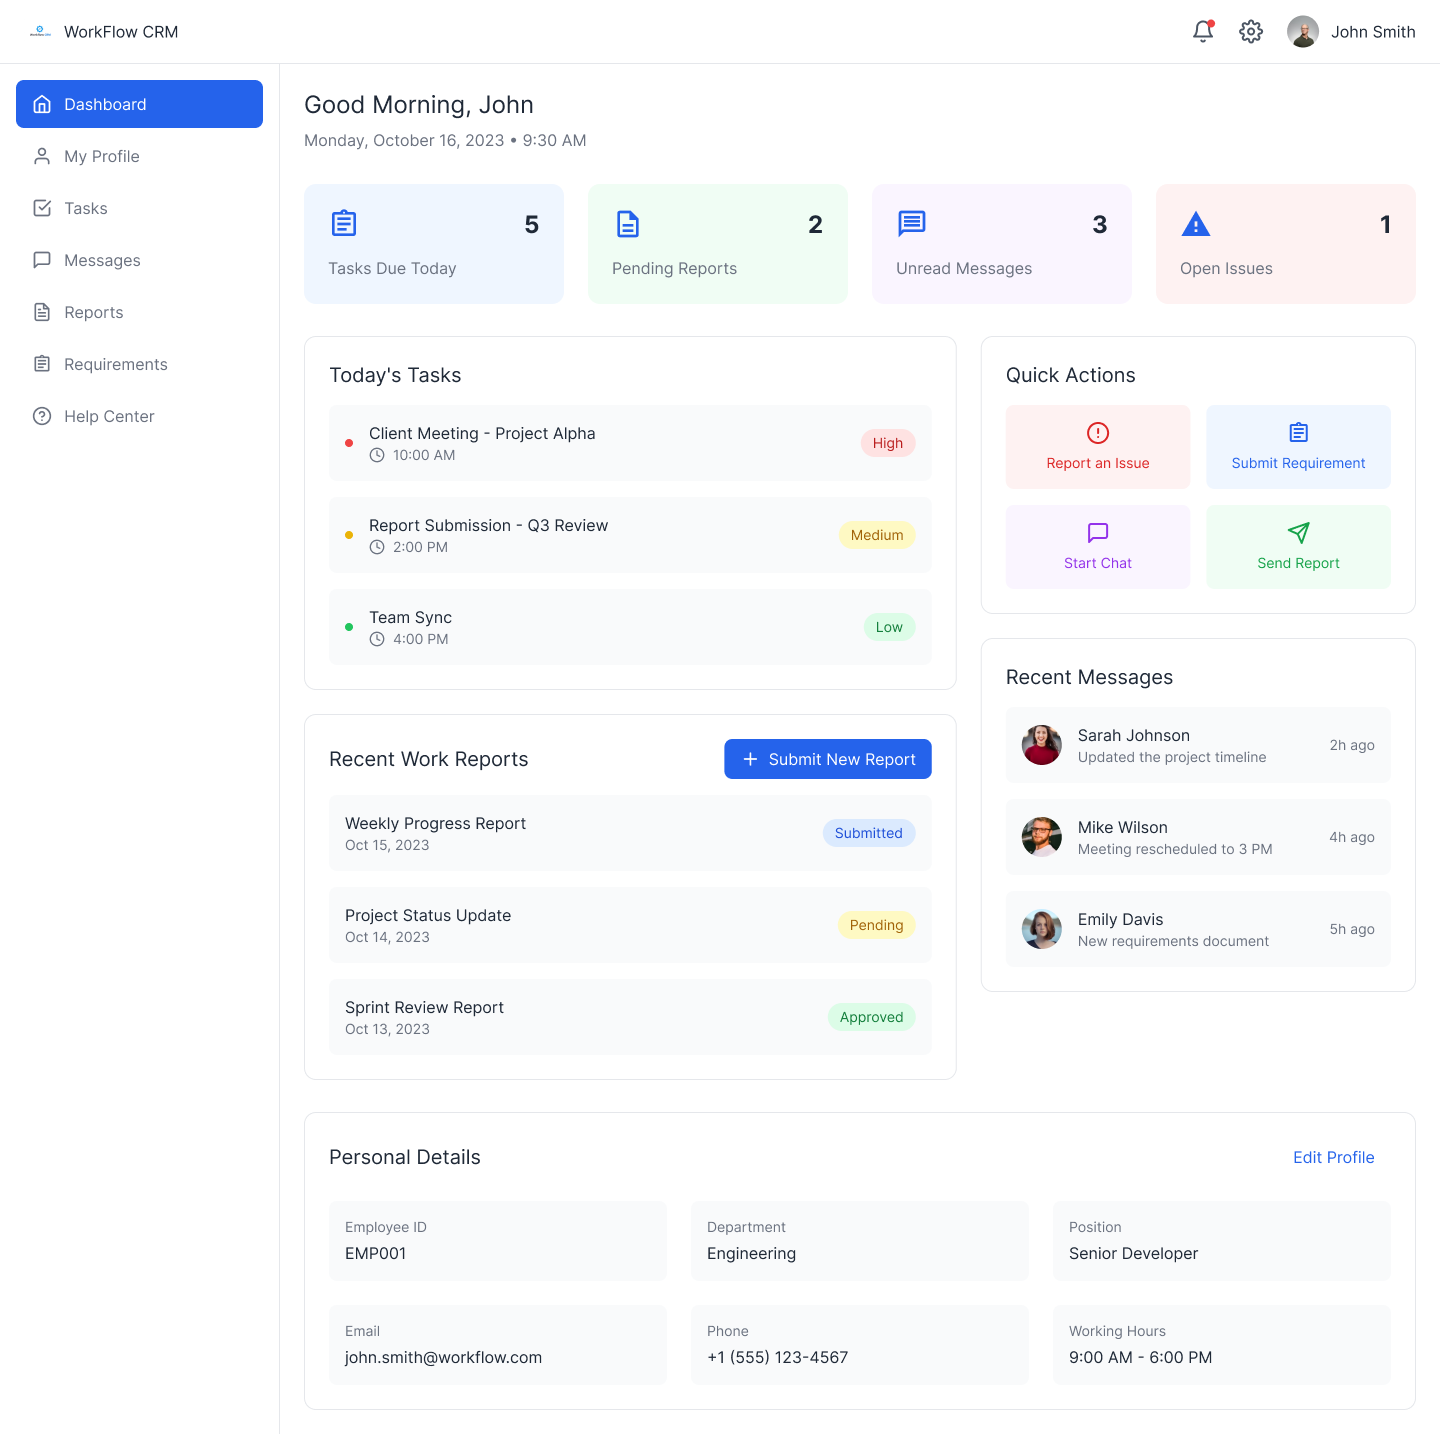 WorkFlow CRM
John Smith
Dashboard
My Profile
Tasks
Messages
Reports
Requirements
Help Center
Good Morning, John
Monday, October 16, 2023 • 9:30 AM
5
Tasks Due Today
2
Pending Reports
3
Unread Messages
1
Open Issues
Today's Tasks
Client Meeting - Project Alpha
10:00 AM
High
Report Submission - Q3 Review
2:00 PM
Medium
Team Sync
4:00 PM
Low
Quick Actions
Report an Issue
Submit Requirement
Start Chat
Send Report
Recent Work Reports
Submit New Report
Weekly Progress Report
Oct 15, 2023
Submitted
Project Status Update
Oct 14, 2023
Pending
Sprint Review Report
Oct 13, 2023
Approved
Recent Messages
Sarah Johnson
Updated the project timeline
2h ago
Mike Wilson
Meeting rescheduled to 3 PM
4h ago
Emily Davis
New requirements document
5h ago
Personal Details
Edit Profile
Employee ID
EMP001
Department
Engineering
Position
Senior Developer
Email
john.smith@workflow.com
Phone
+1 (555) 123-4567
Working Hours
9:00 AM - 6:00 PM